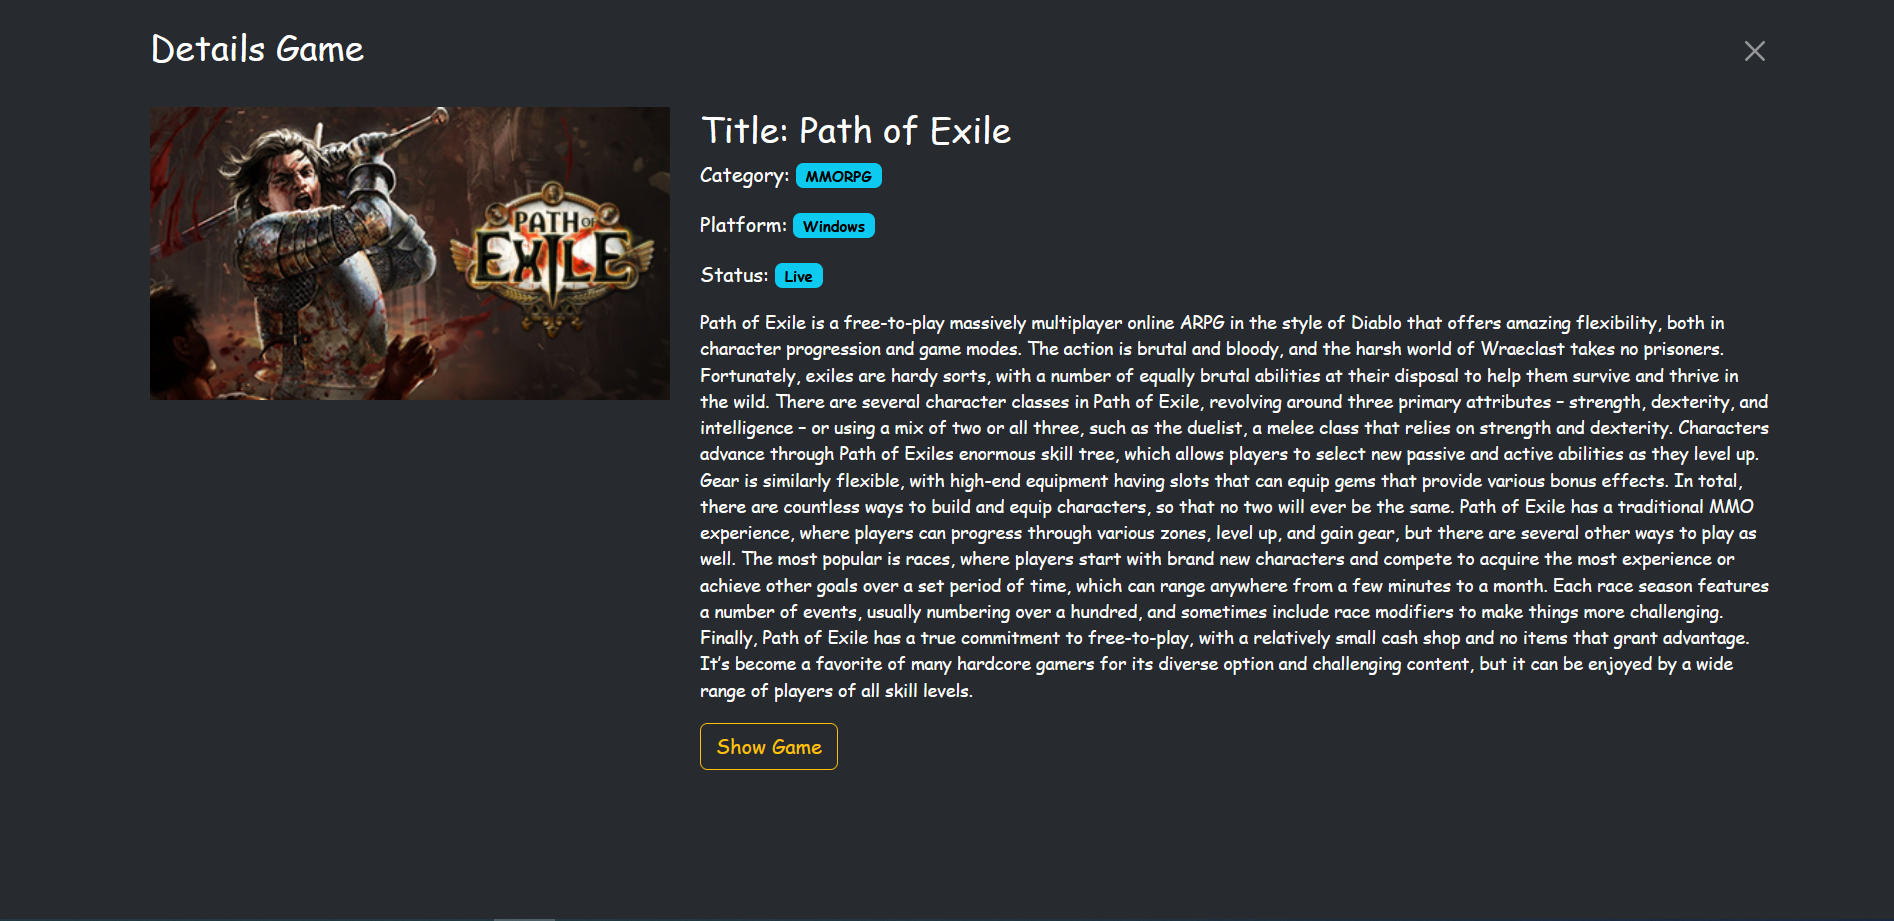 Details Game
PATH OF
EXILE
Title: Path of Exile
Category: MMORPG
Platform: Windows
Status: Live
Path of Exile is a free-to-play massively multiplayer online ARPG in the style of Diablo that offers amazing flexibility, both in
character progression and game modes. The action is brutal and bloody, and the harsh world of Wraeclast takes no prisoners.
Fortunately, exiles are hardy sorts, with a number of equally brutal abilities at their disposal to help them survive and thrive in
the wild. There are several character classes in Path of Exile, revolving around three primary attributes – strength, dexterity, and
intelligence – or using a mix of two or all three, such as the duelist, a melee class that relies on strength and dexterity. Characters
advance through Path of Exiles enormous skill tree, which allows players to select new passive and active abilities as they level up.
Gear is similarly flexible, with high-end equipment having slots that can equip gems that provide various bonus effects. In total,
there are countless ways to build and equip characters, so that no two will ever be the same. Path of Exile has a traditional MMO
experience, where players can progress through various zones, level up, and gain gear, but there are several other ways to play as
well. The most popular is races, where players start with brand new characters and compete to acquire the most experience or
achieve other goals over a set period of time, which can range anywhere from a few minutes to a month. Each race season features
a number of events, usually numbering over a hundred, and sometimes include race modifiers to make things more challenging.
Finally, Path of Exile has a true commitment to free-to-play, with a relatively small cash shop and no items that grant advantage.
It’s become a favorite of many hardcore gamers for its diverse option and challenging content, but it can be enjoyed by a wide
range of players of all skill levels.
Show Game